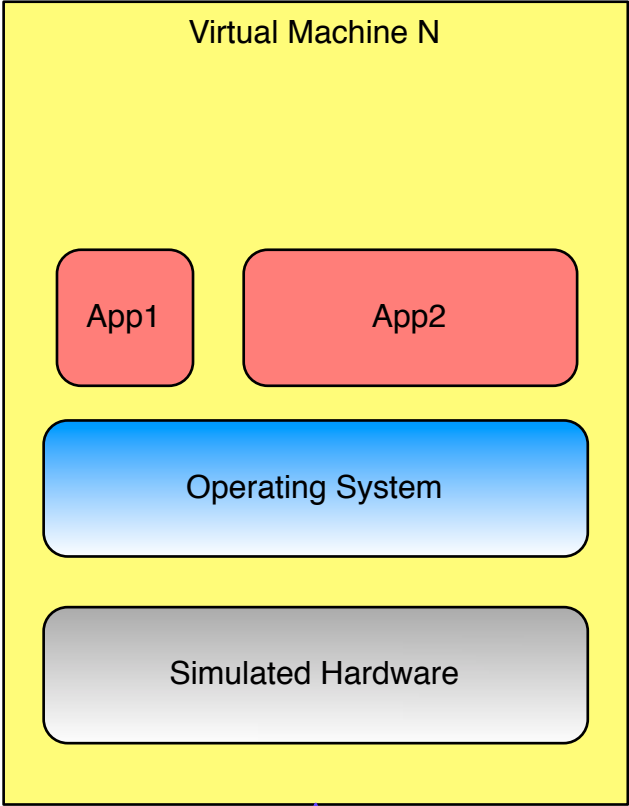 Virtual Machine N
App1
App2
Operating System
Simulated Hardware